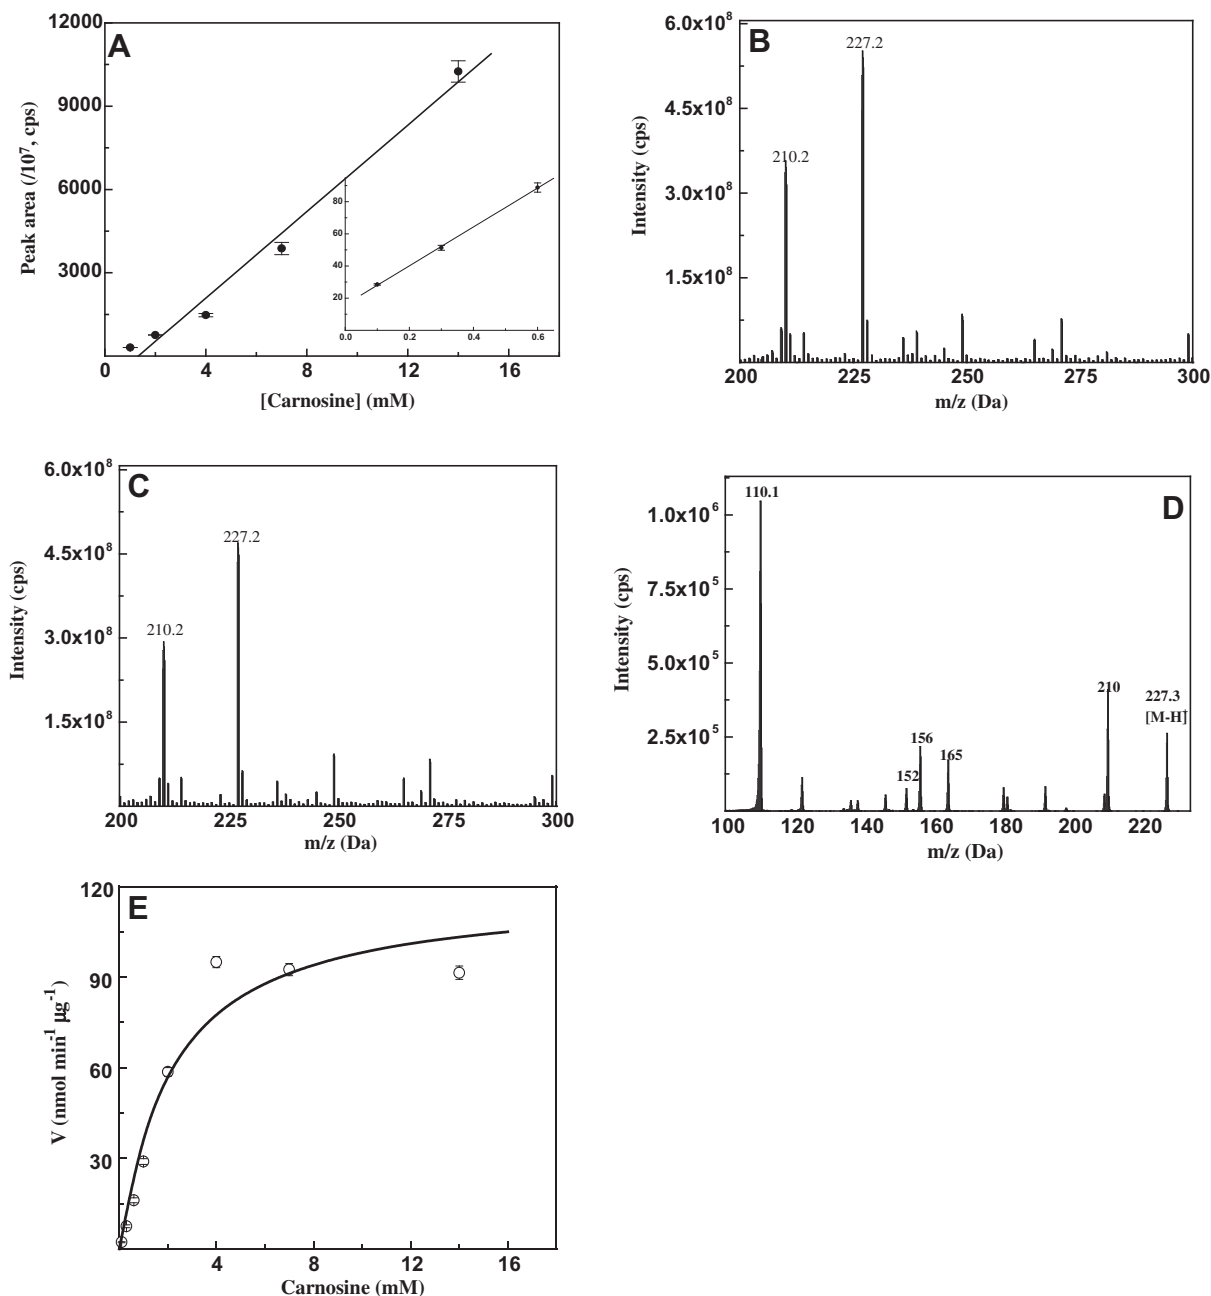 A
12000
9000
6000
3000
Peak area (/10⁷, cps)
80
60
40
20
0.0 0.2 0.4 0.6
0 4 8 12 16
[Carnosine] (mM)
B
6.0x10⁸
4.5x10⁸
3.0x10⁸
1.5x10⁸
Intensity (cps)
227.2
210.2
200 225 250 275 300
m/z (Da)
C
6.0x10⁸
4.5x10⁸
3.0x10⁸
1.5x10⁸
Intensity (cps)
227.2
210.2
200 225 250 275 300
m/z (Da)
D
1.0x10⁶
7.5x10⁵
5.0x10⁵
2.5x10⁵
Intensity (cps)
110.1
152
156
165
210
227.3
[M-H]⁺
100 120 140 160 180 200 220
m/z (Da)
E
120
90
60
30
V (nmol min⁻¹ µg⁻¹)
4 8 12 16
Carnosine (mM)